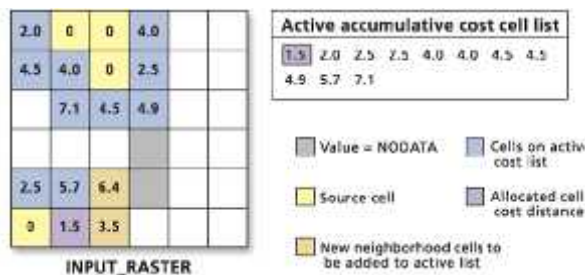 2.0 0 0 4.0
4.5 4.0 0 2.5
7.1 4.5 4.9
2.5 5.7 6.4
0 1.5 3.5
INPUT_RASTER
Active accumulative cost cell list
1.5 2.0 2.5 2.5 4.0 4.0 4.5 4.5
4.9 5.7 7.1
Value = NODATA
Cells on active
cost list
Source cell
Allocated cell
cost distance
New neighborhood cells to
be added to active list